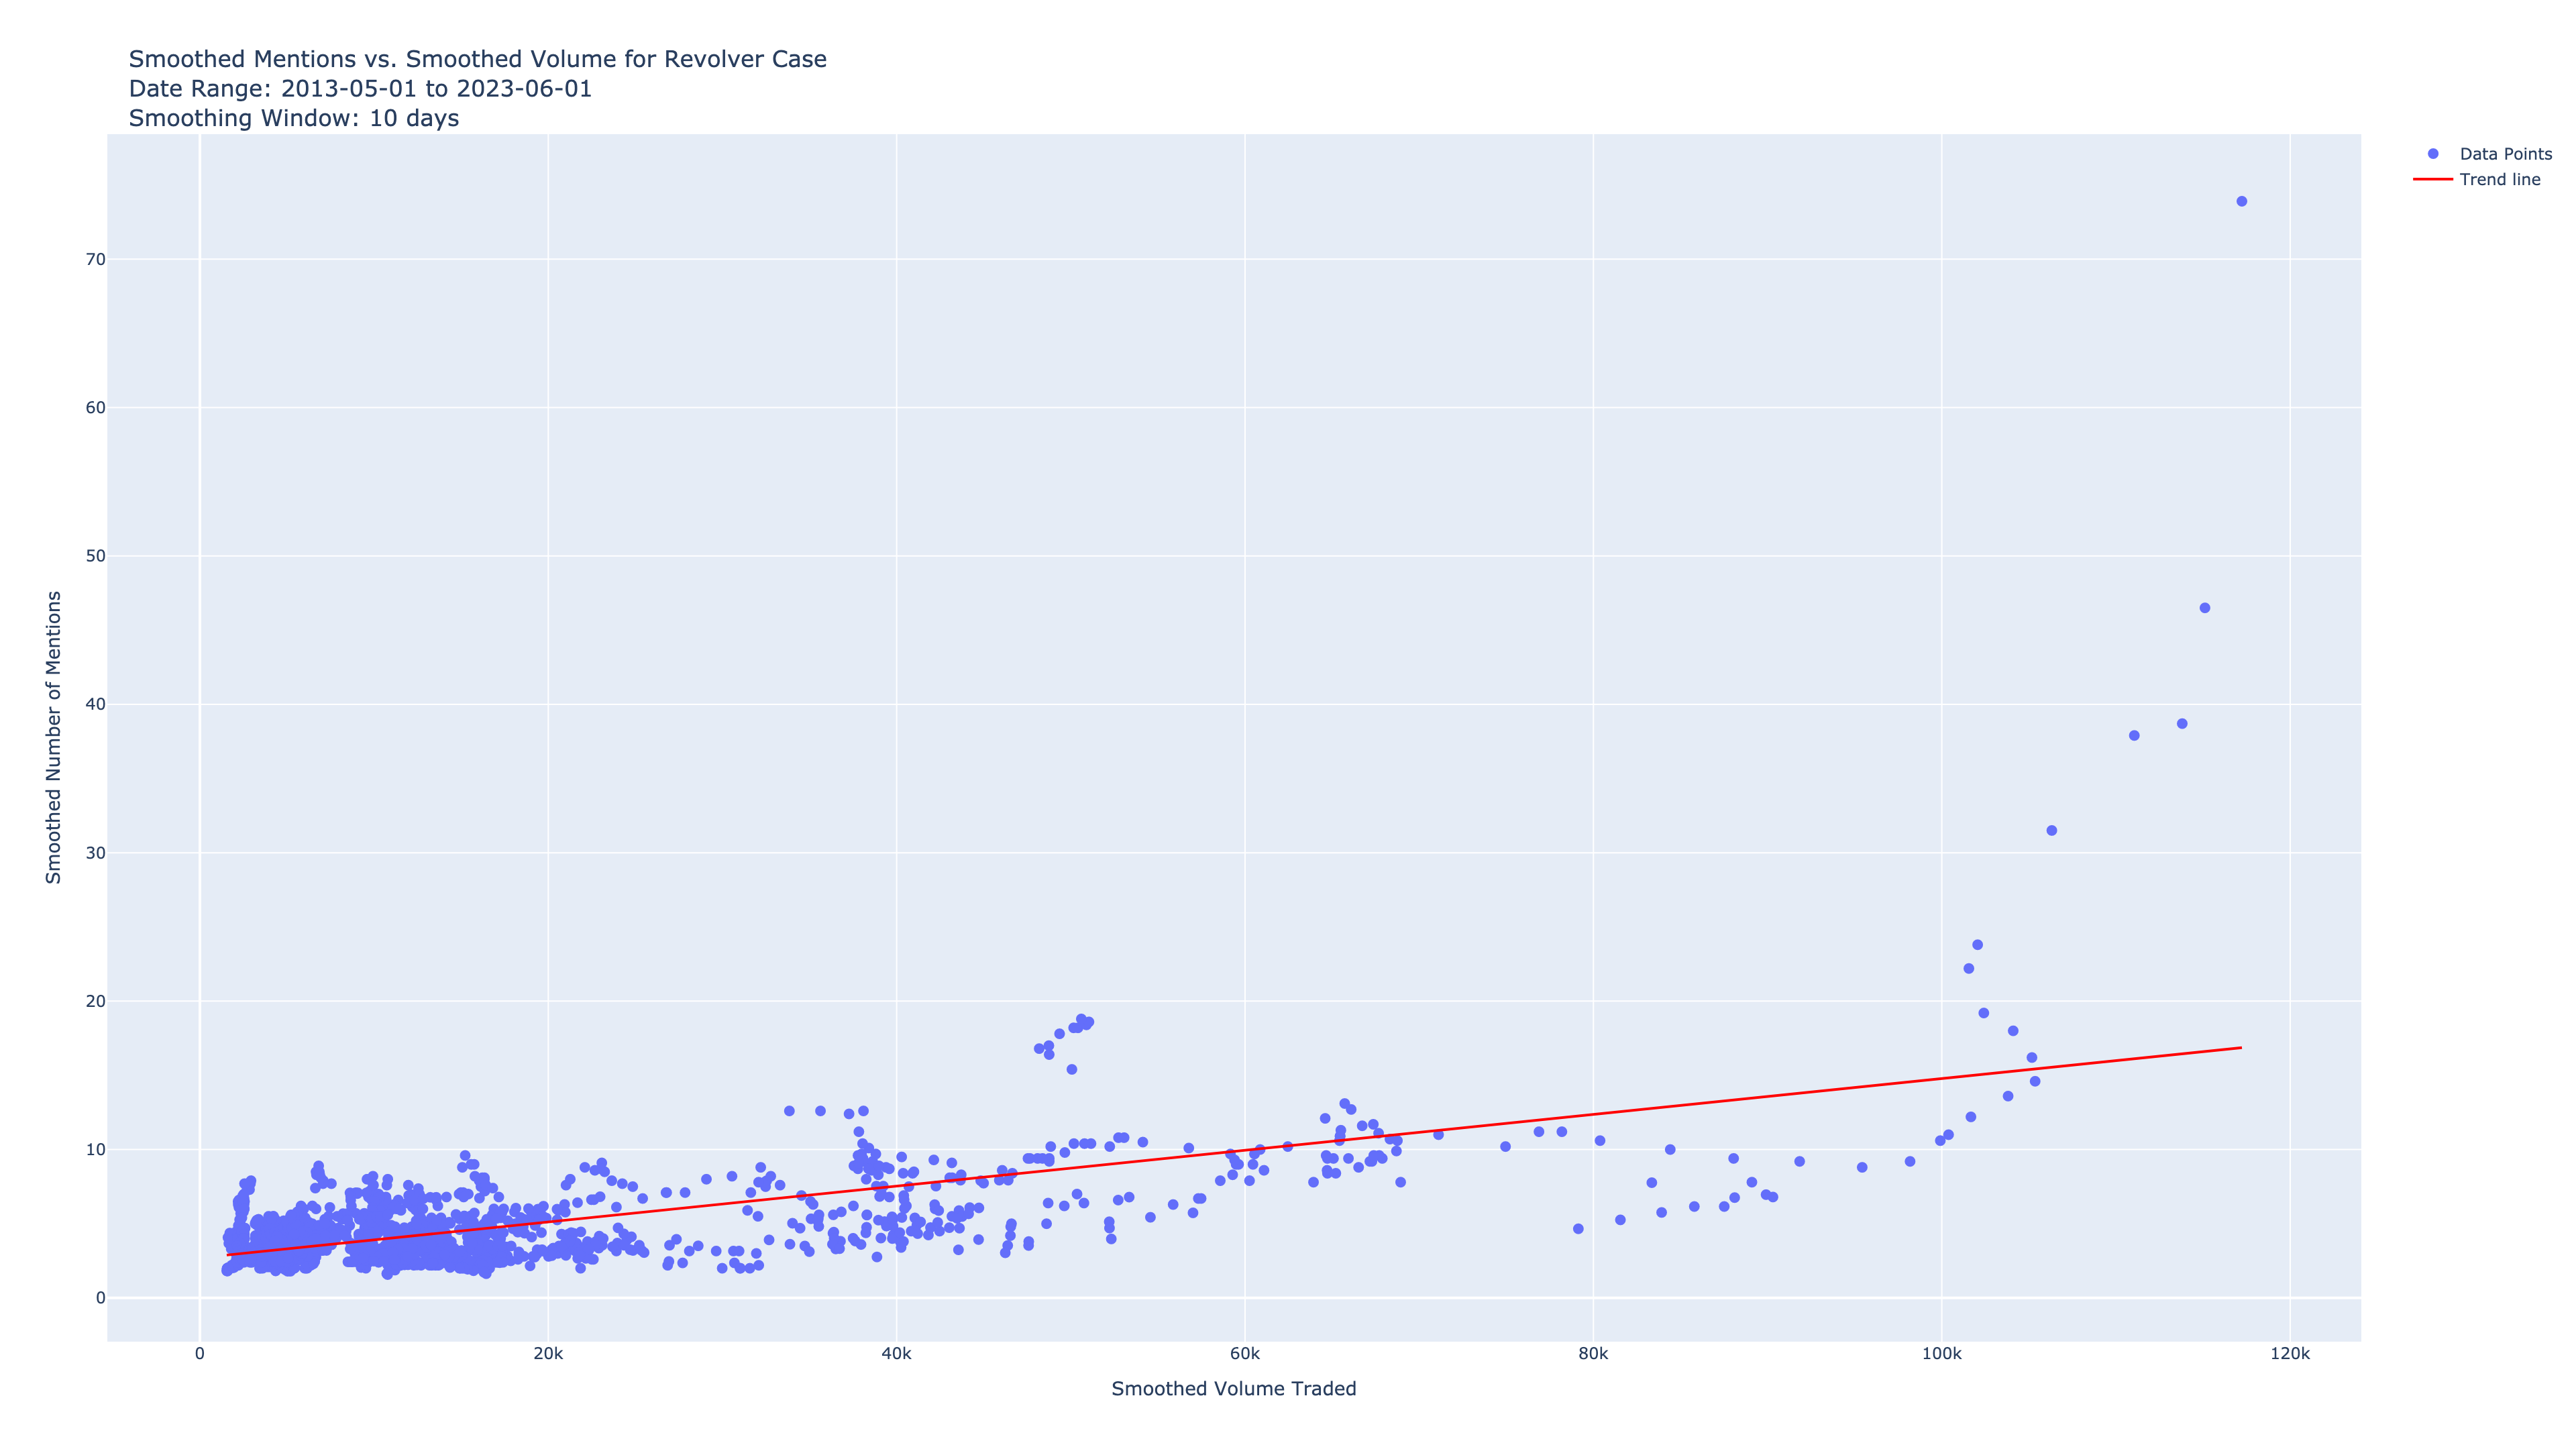 Smoothed Mentions vs. Smoothed Volume for Revolver Case
Date Range: 2013-05-01 to 2023-06-01
Smoothing Window: 10 days
Data Points
Trend line
Smoothed Number of Mentions
70
60
50
40
30
20
10
0
0
20k
40k
60k
80k
100k
120k
Smoothed Volume Traded